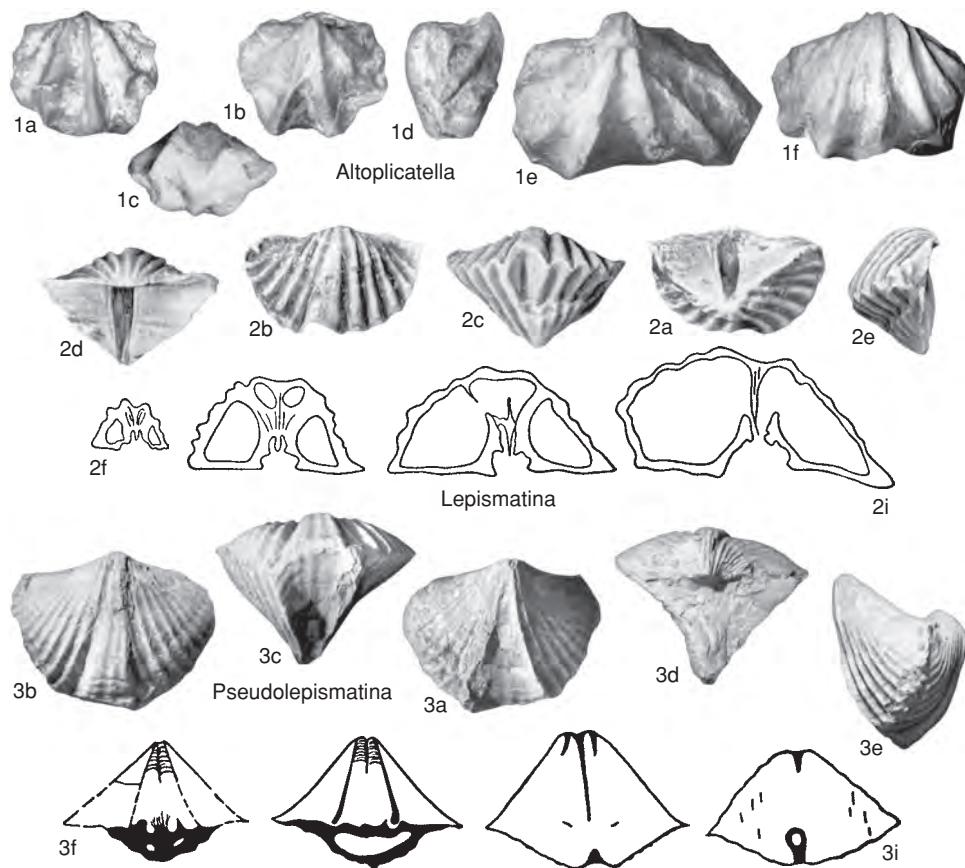 1a
1b
1d
1e
1f
1c
Altoplicatella
2d
2b
2c
2a
2e
2f
Lepismatina
2i
3b
3c
Pseudolepismatina
3a
3d
3e
3f
3i